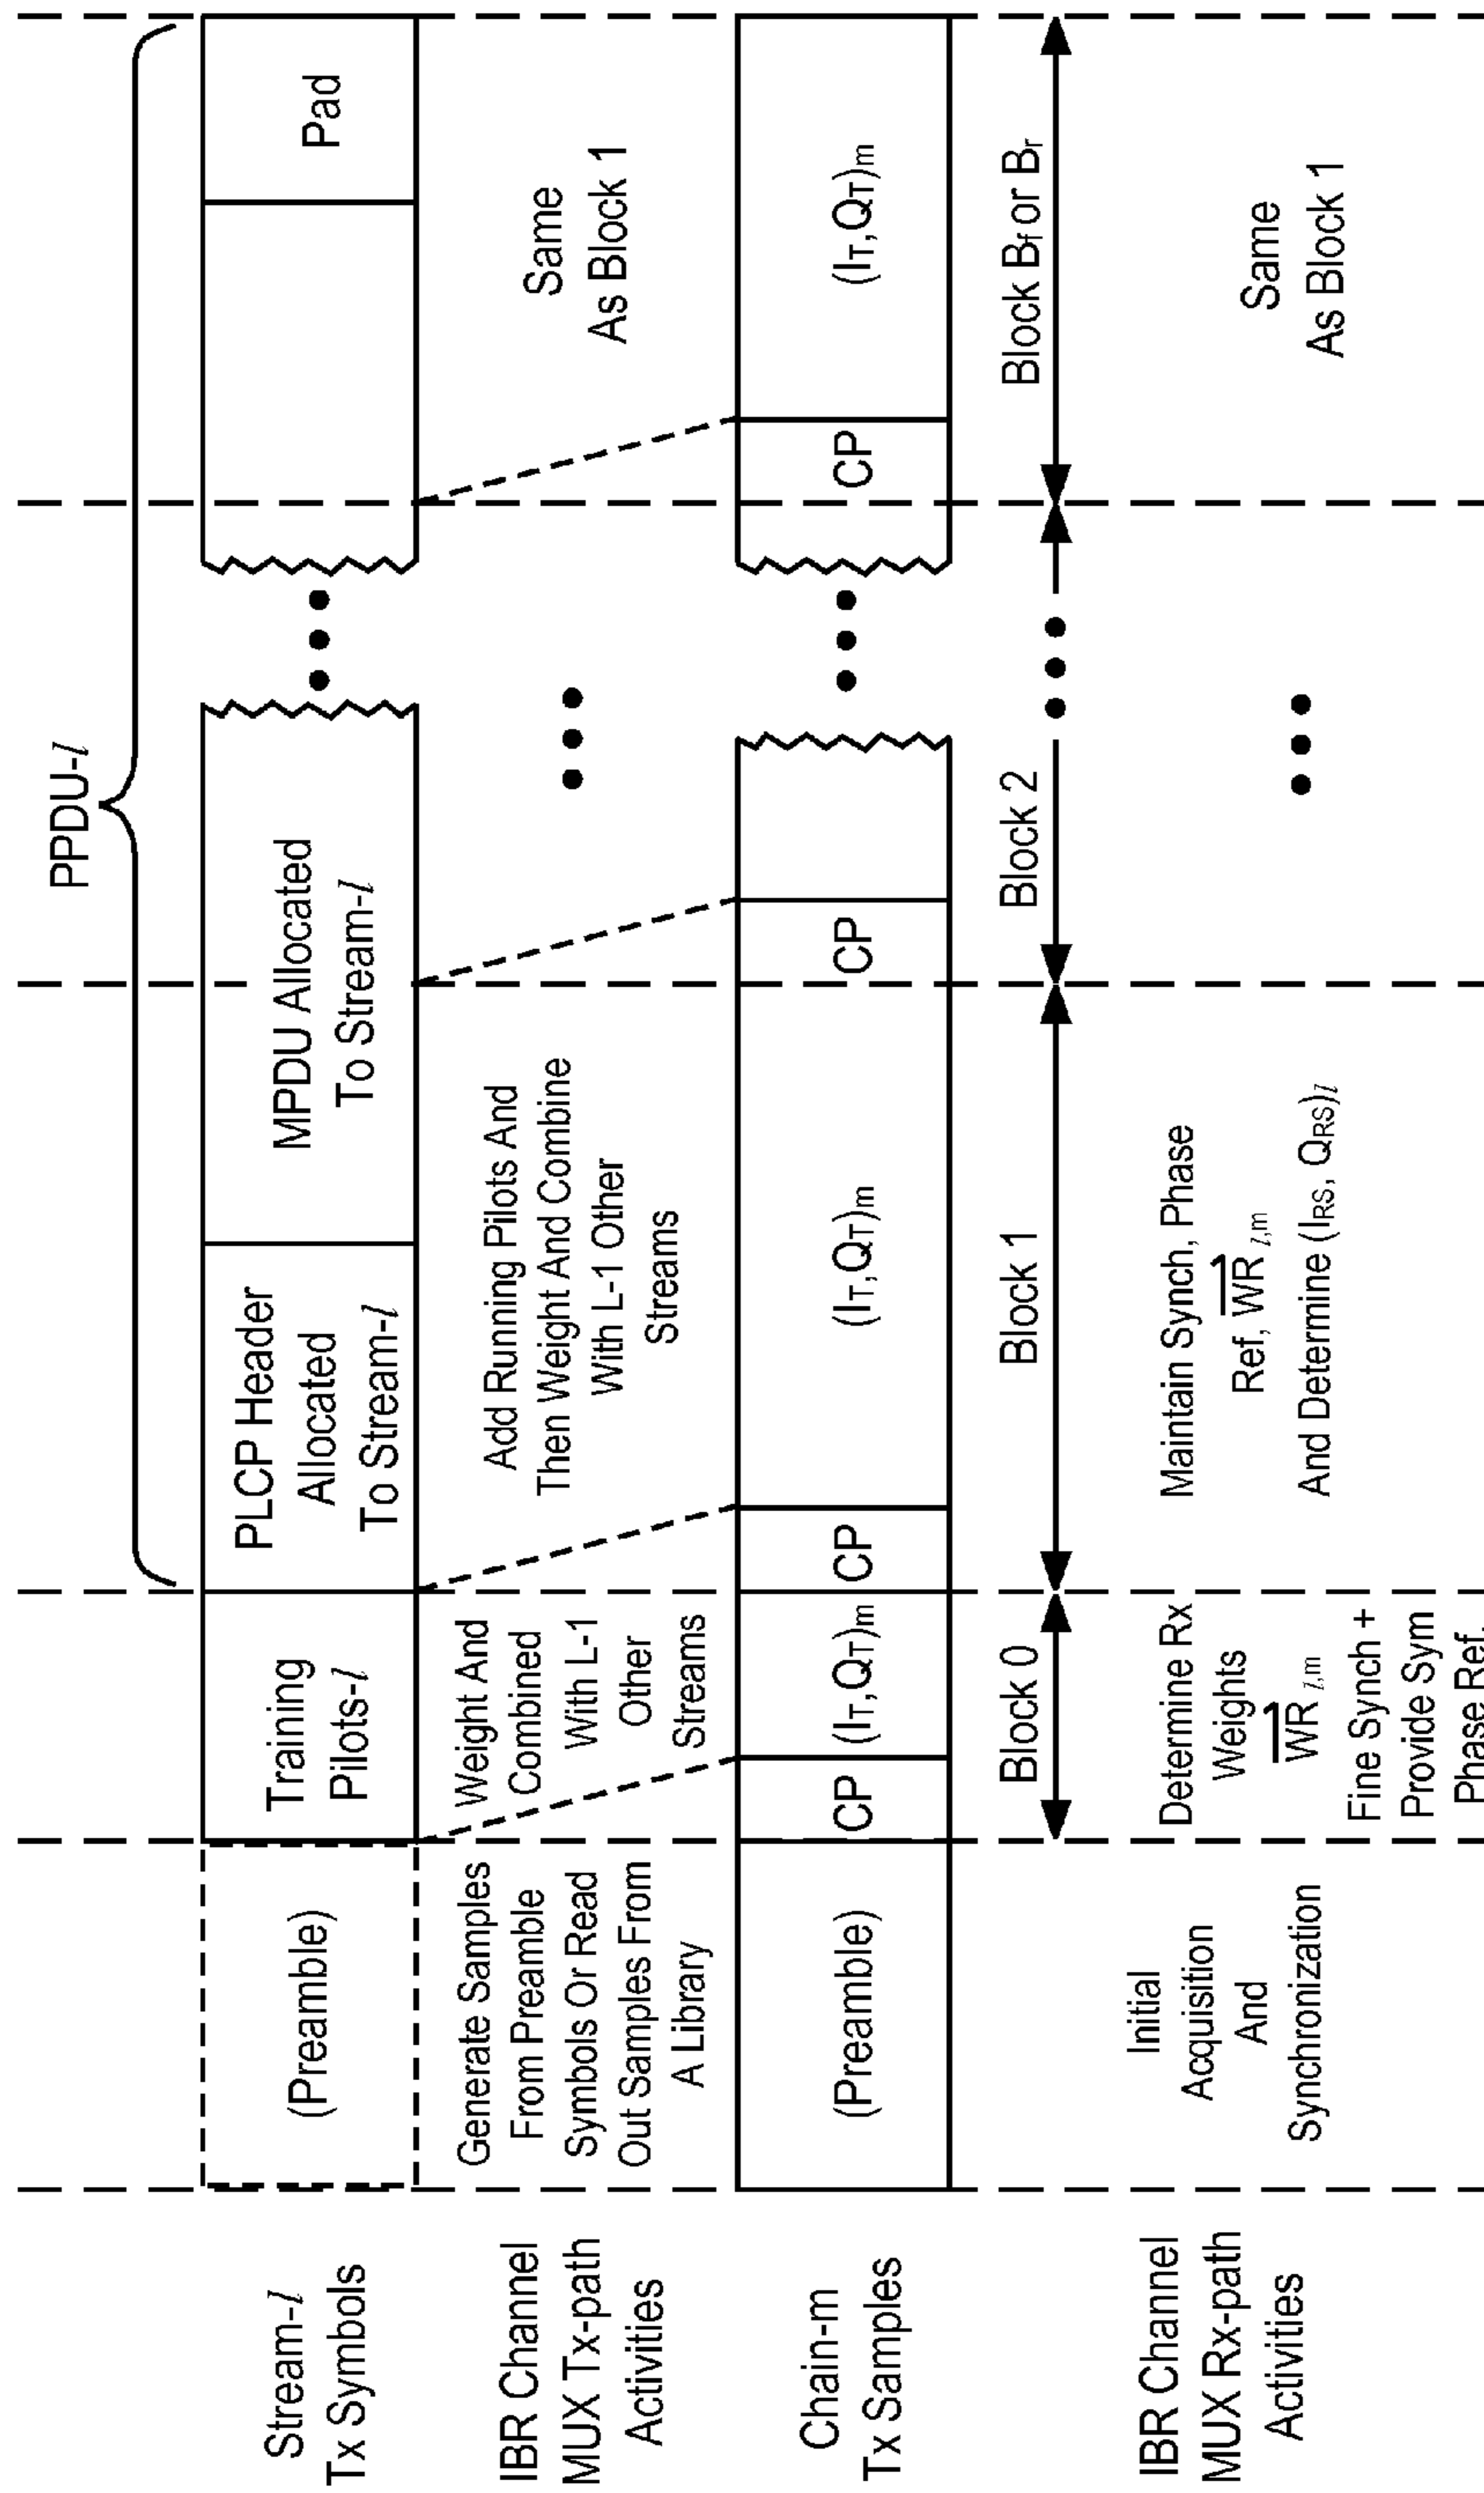 PPDU-l
Stream-l
Tx Symbols
(Preamble)
Training
Pilots-l
PLCP Header
Allocated
To Stream-l
MPDU Allocated
To Stream-l
Pad
IBR Channel
MUX Tx-path
Activities
Generate Samples
From Preamble
Symbols Or Read
Out Samples From
A Library
Weight And
Combined
With L-1
Other
Streams
Add Running Pilots And
Then Weight And Combine
With L-1 Other
Streams
Same
As Block 1
Chain-m
Tx Samples
(Preamble)
CP
(IT, QT)m
CP
(IT, QT)m
CP
CP
(IT, QT)m
Block 0
Block 1
Block 2
Block Bf or Br
IBR Channel
MUX Rx-path
Activities
Initial
Acquisition
And
Synchronization
Determine Rx
Weights
WR l,m
Fine Synch +
Provide Sym
Phase Ref.
Maintain Synch, Phase
Ref, WR l,m
And Determine (IRS, QRS)l
Same
As Block 1